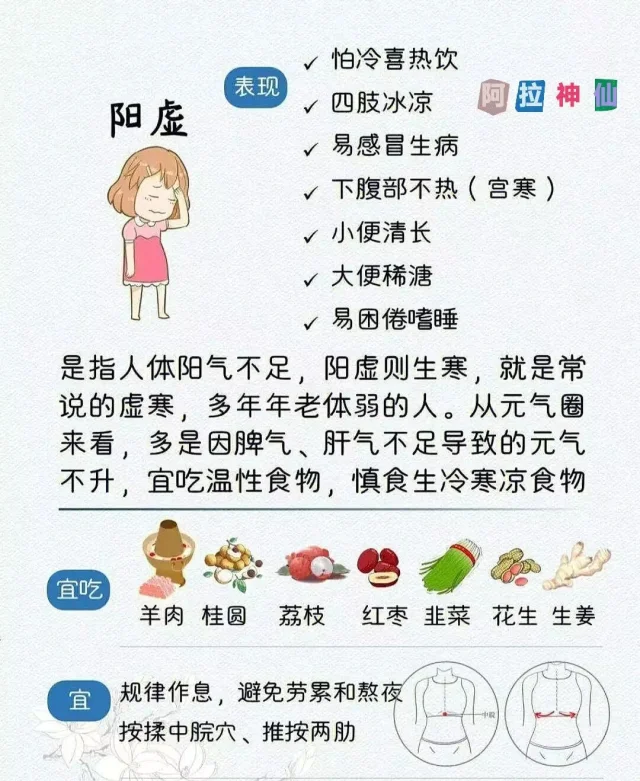 阳虚
表现
✓ 怕冷喜热饮
✓ 四肢冰凉
✓ 易感冒生病
✓ 下腹部不热（宫寒）
✓ 小便清长
✓ 大便稀溏
✓ 易困倦嗜睡
阿拉神仙
是指人体阳气不足，阳虚则生寒，就是常
说的虚寒，多年年老体弱的人。从元气圈
来看，多是因脾气、肝气不足导致的元气
不升，宜吃温性食物，慎食生冷寒凉食物
宜吃
羊肉 桂圆 荔枝 红枣 韭菜 花生 生姜
宜
规律作息，避免劳累和熬夜
按揉中脘穴、推按两肋
中脘